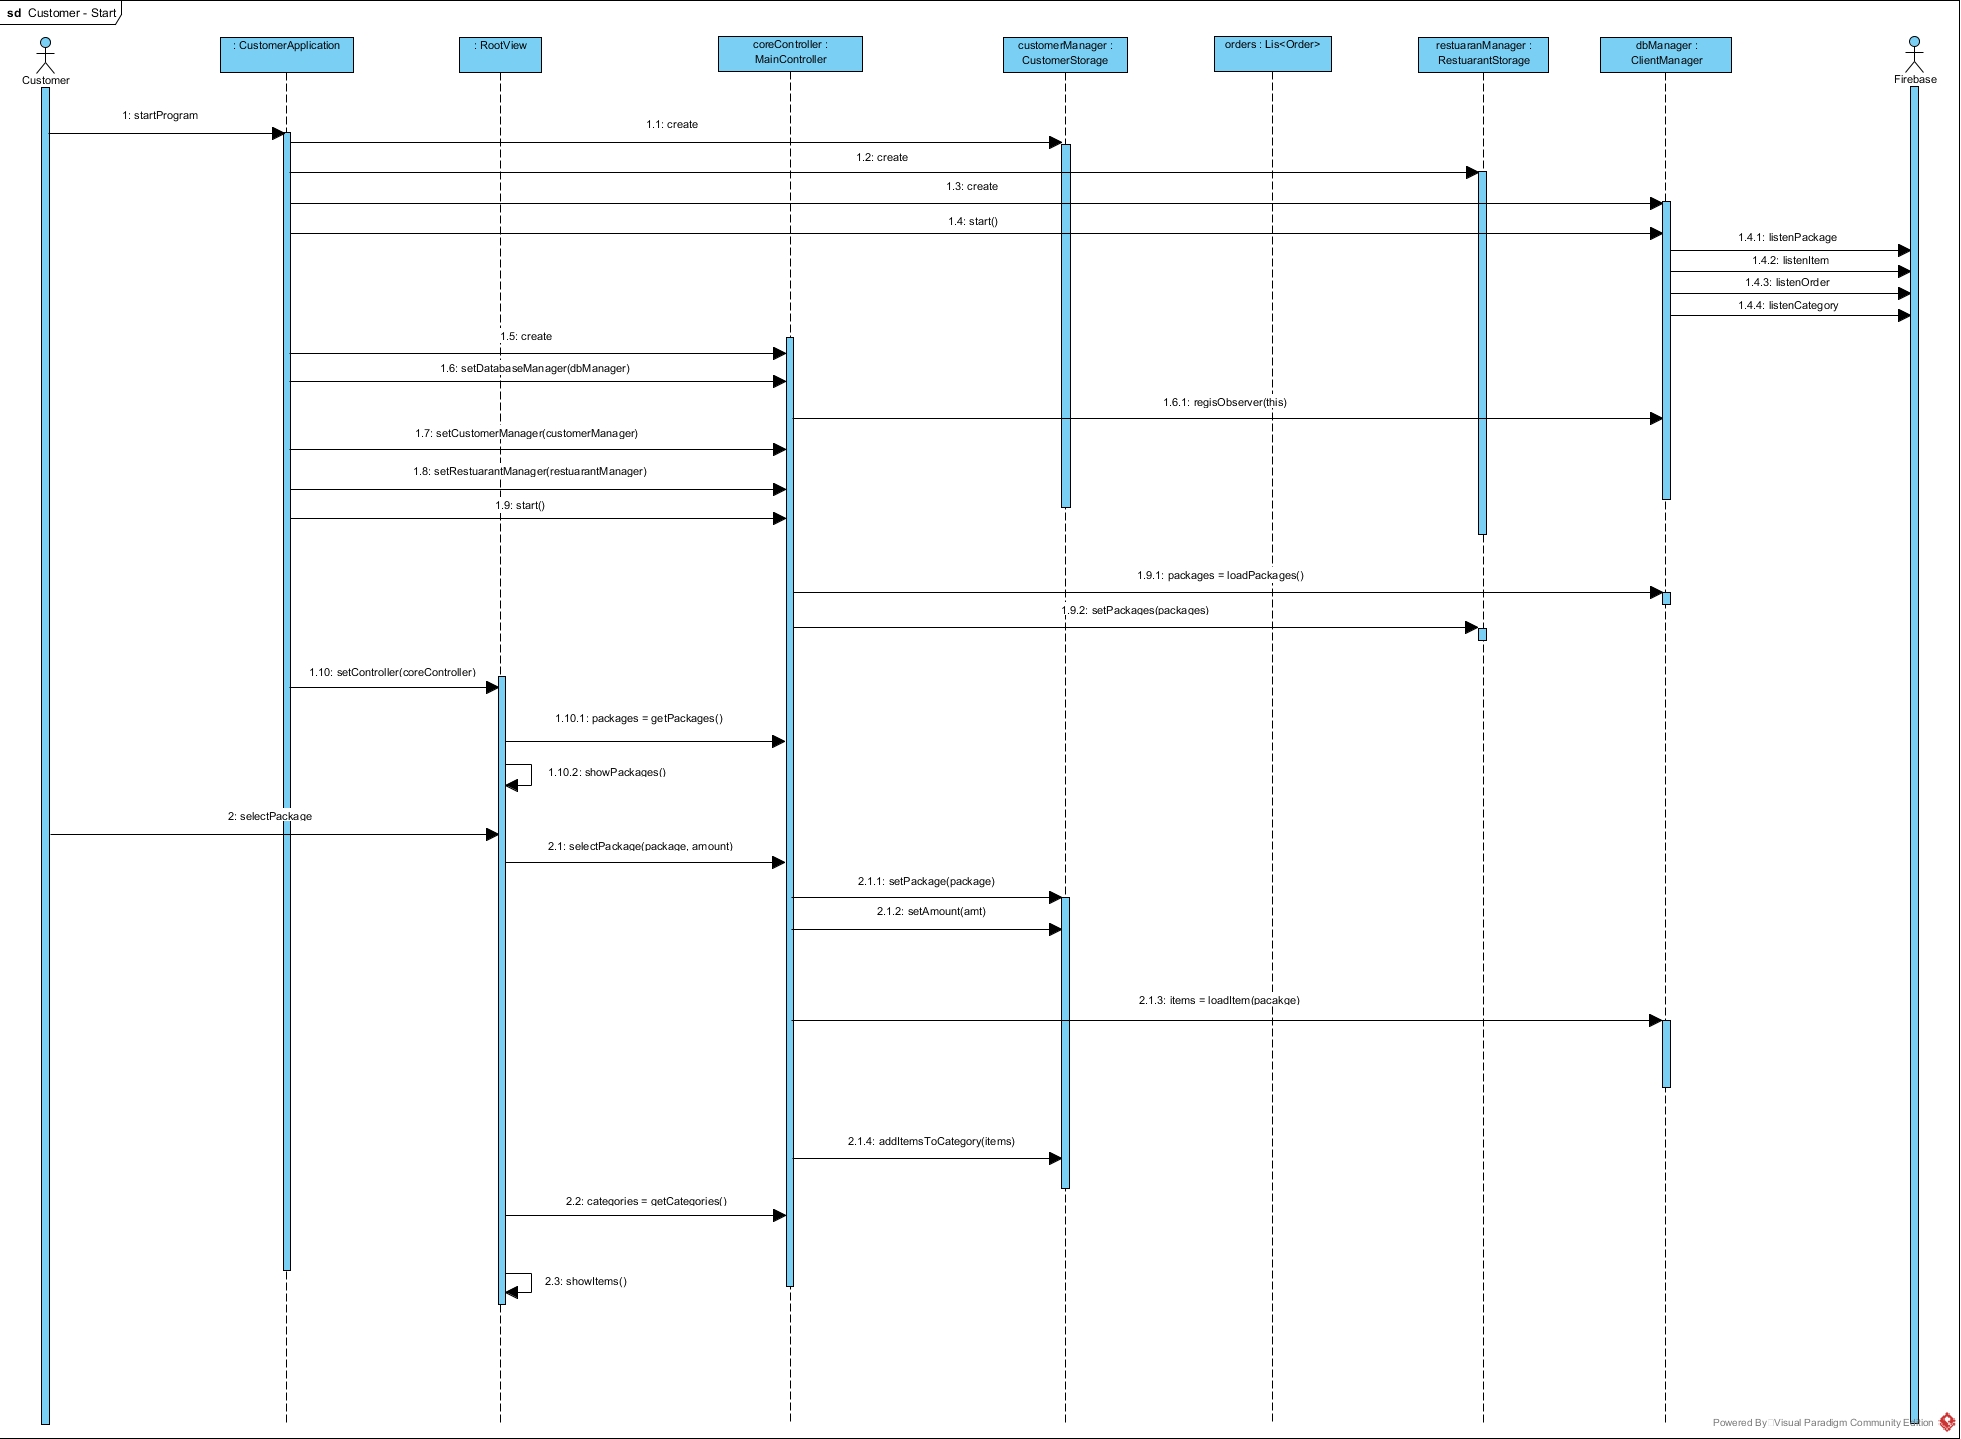 sd Customer - Start
: CustomerApplication
: RootView
coreController :
MainController
customerManager :
CustomerStorage
orders : Lis<Order>
restuaranManager :
RestuarantStorage
dbManager :
ClientManager
Customer
Firebase
1: startProgram
1.1: create
1.2: create
1.3: create
1.4: start()
1.4.1: listenPackage
1.4.2: listenItem
1.4.3: listenOrder
1.4.4: listenCategory
1.5: create
1.6: setDatabaseManager(dbManager)
1.6.1: regisObserver(this)
1.7: setCustomerManager(customerManager)
1.8: setRestuarantManager(restuarantManager)
1.9: start()
1.9.1: packages = loadPackages()
1.9.2: setPackages(packages)
1.10: setController(coreController)
1.10.1: packages = getPackages()
1.10.2: showPackages()
2: selectPackage
2.1: selectPackage(package, amount)
2.1.1: setPackage(package)
2.1.2: setAmount(amt)
2.1.3: items = loadItem(pacakge)
2.1.4: addItemsToCategory(items)
2.2: categories = getCategories()
2.3: showItems()
Powered By Visual Paradigm Community Edition